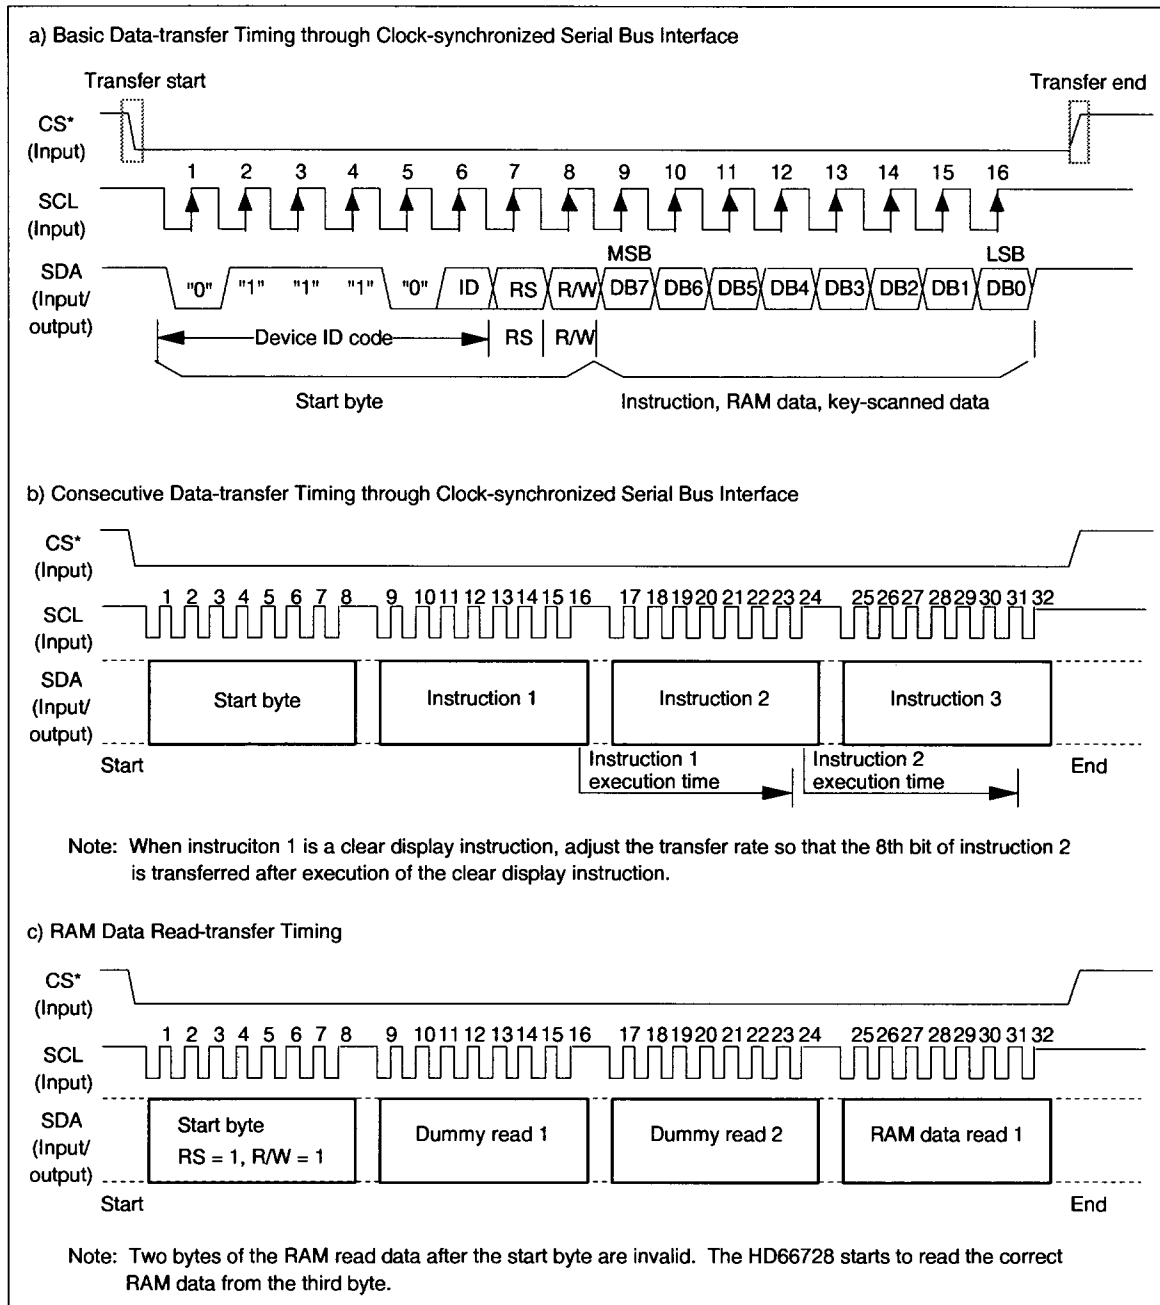 a) Basic Data-transfer Timing through Clock-synchronized Serial Bus Interface
Transfer start
Transfer end
CS*
(Input)
1 2 3 4 5 6 7 8 9 10 11 12 13 14 15 16
SCL
(Input)
MSB LSB
SDA
(Input/
output)
"0" "1" "1" "1" "0" ID RS R/W DB7 DB6 DB5 DB4 DB3 DB2 DB1 DB0
Device ID code RS R/W
Start byte
Instruction, RAM data, key-scanned data
b) Consecutive Data-transfer Timing through Clock-synchronized Serial Bus Interface
CS*
(Input)
1 2 3 4 5 6 7 8 9 10 11 12 13 14 15 16 17 18 19 20 21 22 23 24 25 26 27 28 29 30 31 32
SCL
(Input)
SDA
(Input/
output)
Start byte
Instruction 1
Instruction 2
Instruction 3
Start
Instruction 1
execution time
Instruction 2
execution time
End
Note: When instruciton 1 is a clear display instruction, adjust the transfer rate so that the 8th bit of instruction 2
is transferred after execution of the clear display instruction.
c) RAM Data Read-transfer Timing
CS*
(Input)
1 2 3 4 5 6 7 8 9 10 11 12 13 14 15 16 17 18 19 20 21 22 23 24 25 26 27 28 29 30 31 32
SCL
(Input)
SDA
(Input/
output)
Start byte
RS = 1, R/W = 1
Dummy read 1
Dummy read 2
RAM data read 1
Start
End
Note: Two bytes of the RAM read data after the start byte are invalid. The HD66728 starts to read the correct
RAM data from the third byte.